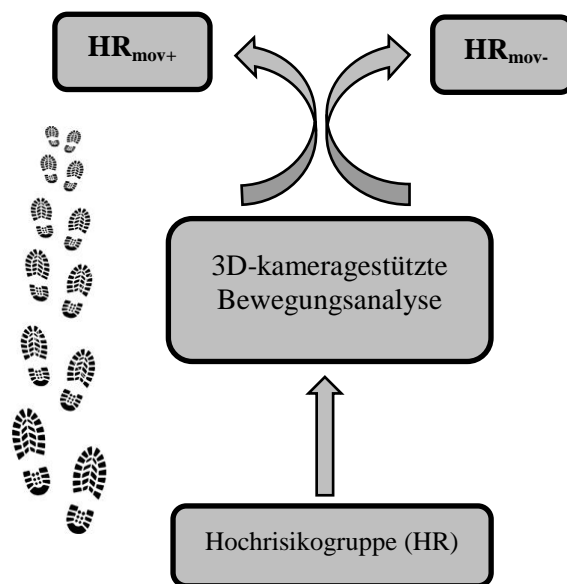 HRmov+
HRmov-
3D-kameragestützte
Bewegungsanalyse
Hochrisikogruppe (HR)